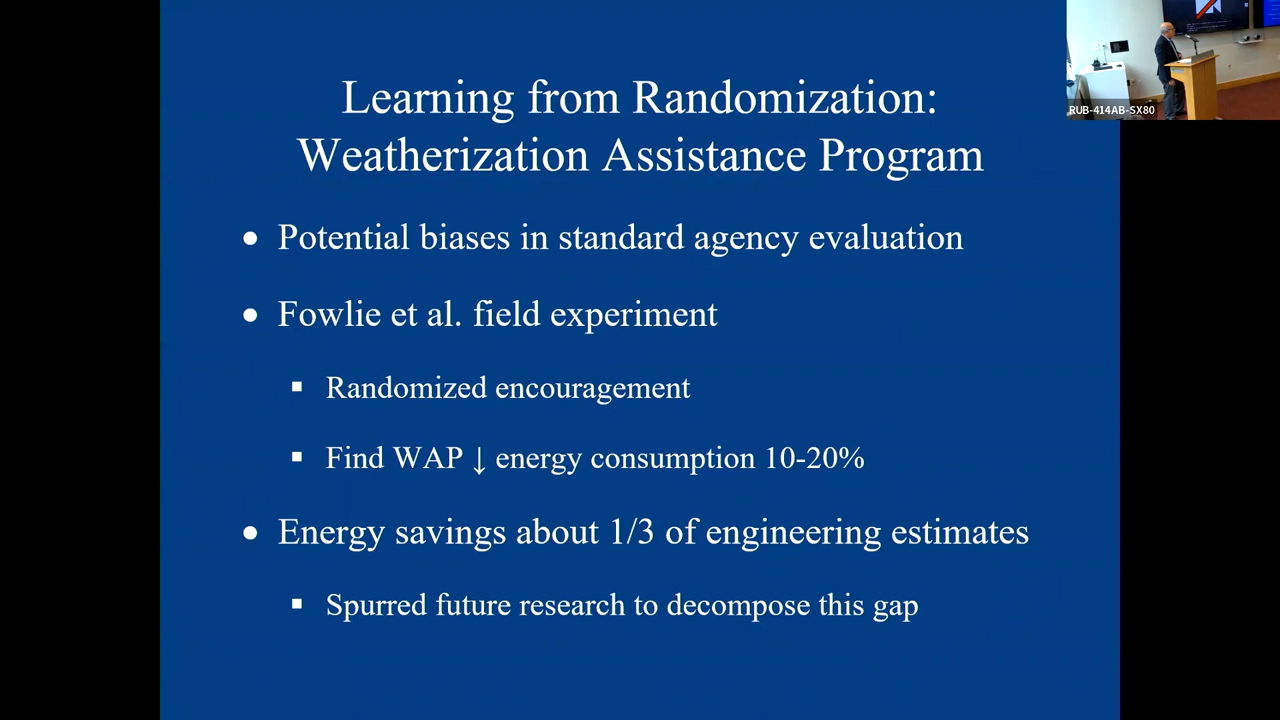 Learning from Randomization:
Weatherization Assistance Program
• Potential biases in standard agency evaluation
• Fowlie et al. field experiment
▪ Randomized encouragement
▪ Find WAP ↓ energy consumption 10-20%
• Energy savings about 1/3 of engineering estimates
▪ Spurred future research to decompose this gap
RUB-414AB-SX80